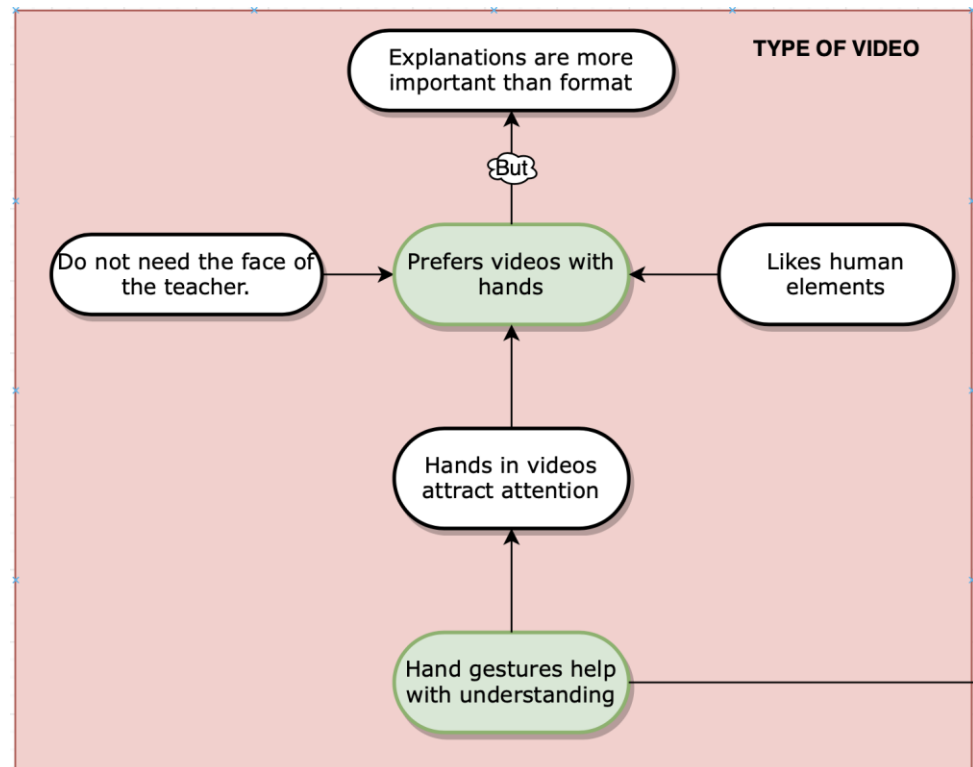 TYPE OF VIDEO
Explanations are more
important than format
But
Do not need the face of
the teacher.
Prefers videos with
hands
Likes human
elements
Hands in videos
attract attention
Hand gestures help
with understanding